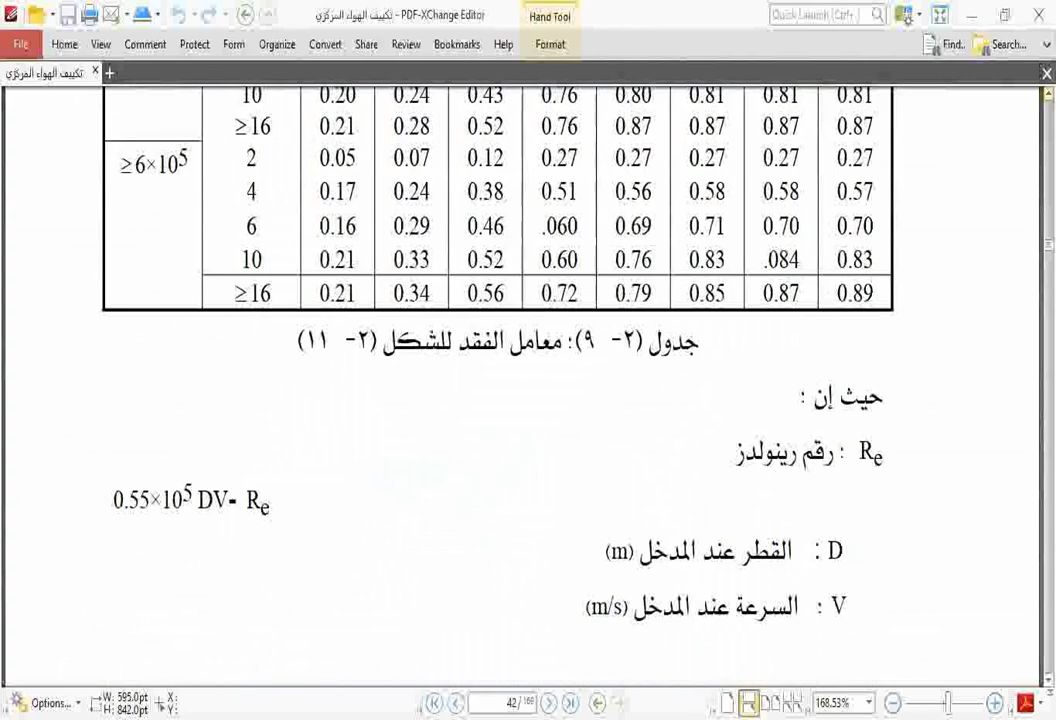 تكييف الهواء المركزي - PDF-XChange Editor
Hand Tool
Quick Launch (Ctrl+
File Home View Comment Protect Form Organize Convert Share Review Bookmarks Help Format
Find.. Search...
تكييف الهواء المركزي ×
10 0.20 0.24 0.43 0.76 0.80 0.81 0.81 0.81
≥16 0.21 0.28 0.52 0.76 0.87 0.87 0.87 0.87
≥6×10⁵ 2 0.05 0.07 0.12 0.27 0.27 0.27 0.27 0.27
4 0.17 0.24 0.38 0.51 0.56 0.58 0.58 0.57
6 0.16 0.29 0.46 .060 0.69 0.71 0.70 0.70
10 0.21 0.33 0.52 0.60 0.76 0.83 .084 0.83
≥16 0.21 0.34 0.56 0.72 0.79 0.85 0.87 0.89
جدول (٢- ٩): معامل الفقد للشكل (٢- ١١)
حيث إن :
Re : رقم رينولدز
0.55×10⁵ DV- Re
D : القطر عند المدخل (m)
V : السرعة عند المدخل (m/s)
Options... W: 595.0pt X:
H: 842.0pt Y:
42 / 169
168.53%